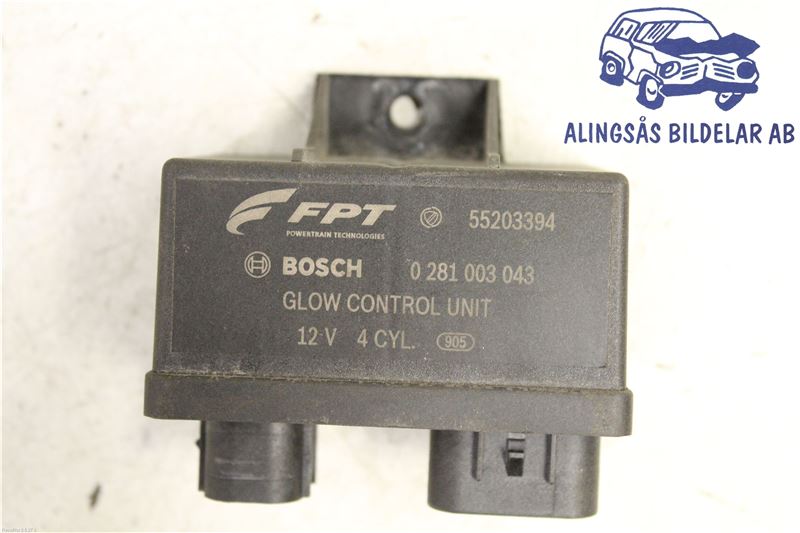 ALINGSÅS BILDELAR AB
FPT 55203394
POWERTRAIN TECHNOLOGIES
BOSCH 0 281 003 043
GLOW CONTROL UNIT
12 V 4 CYL. 905